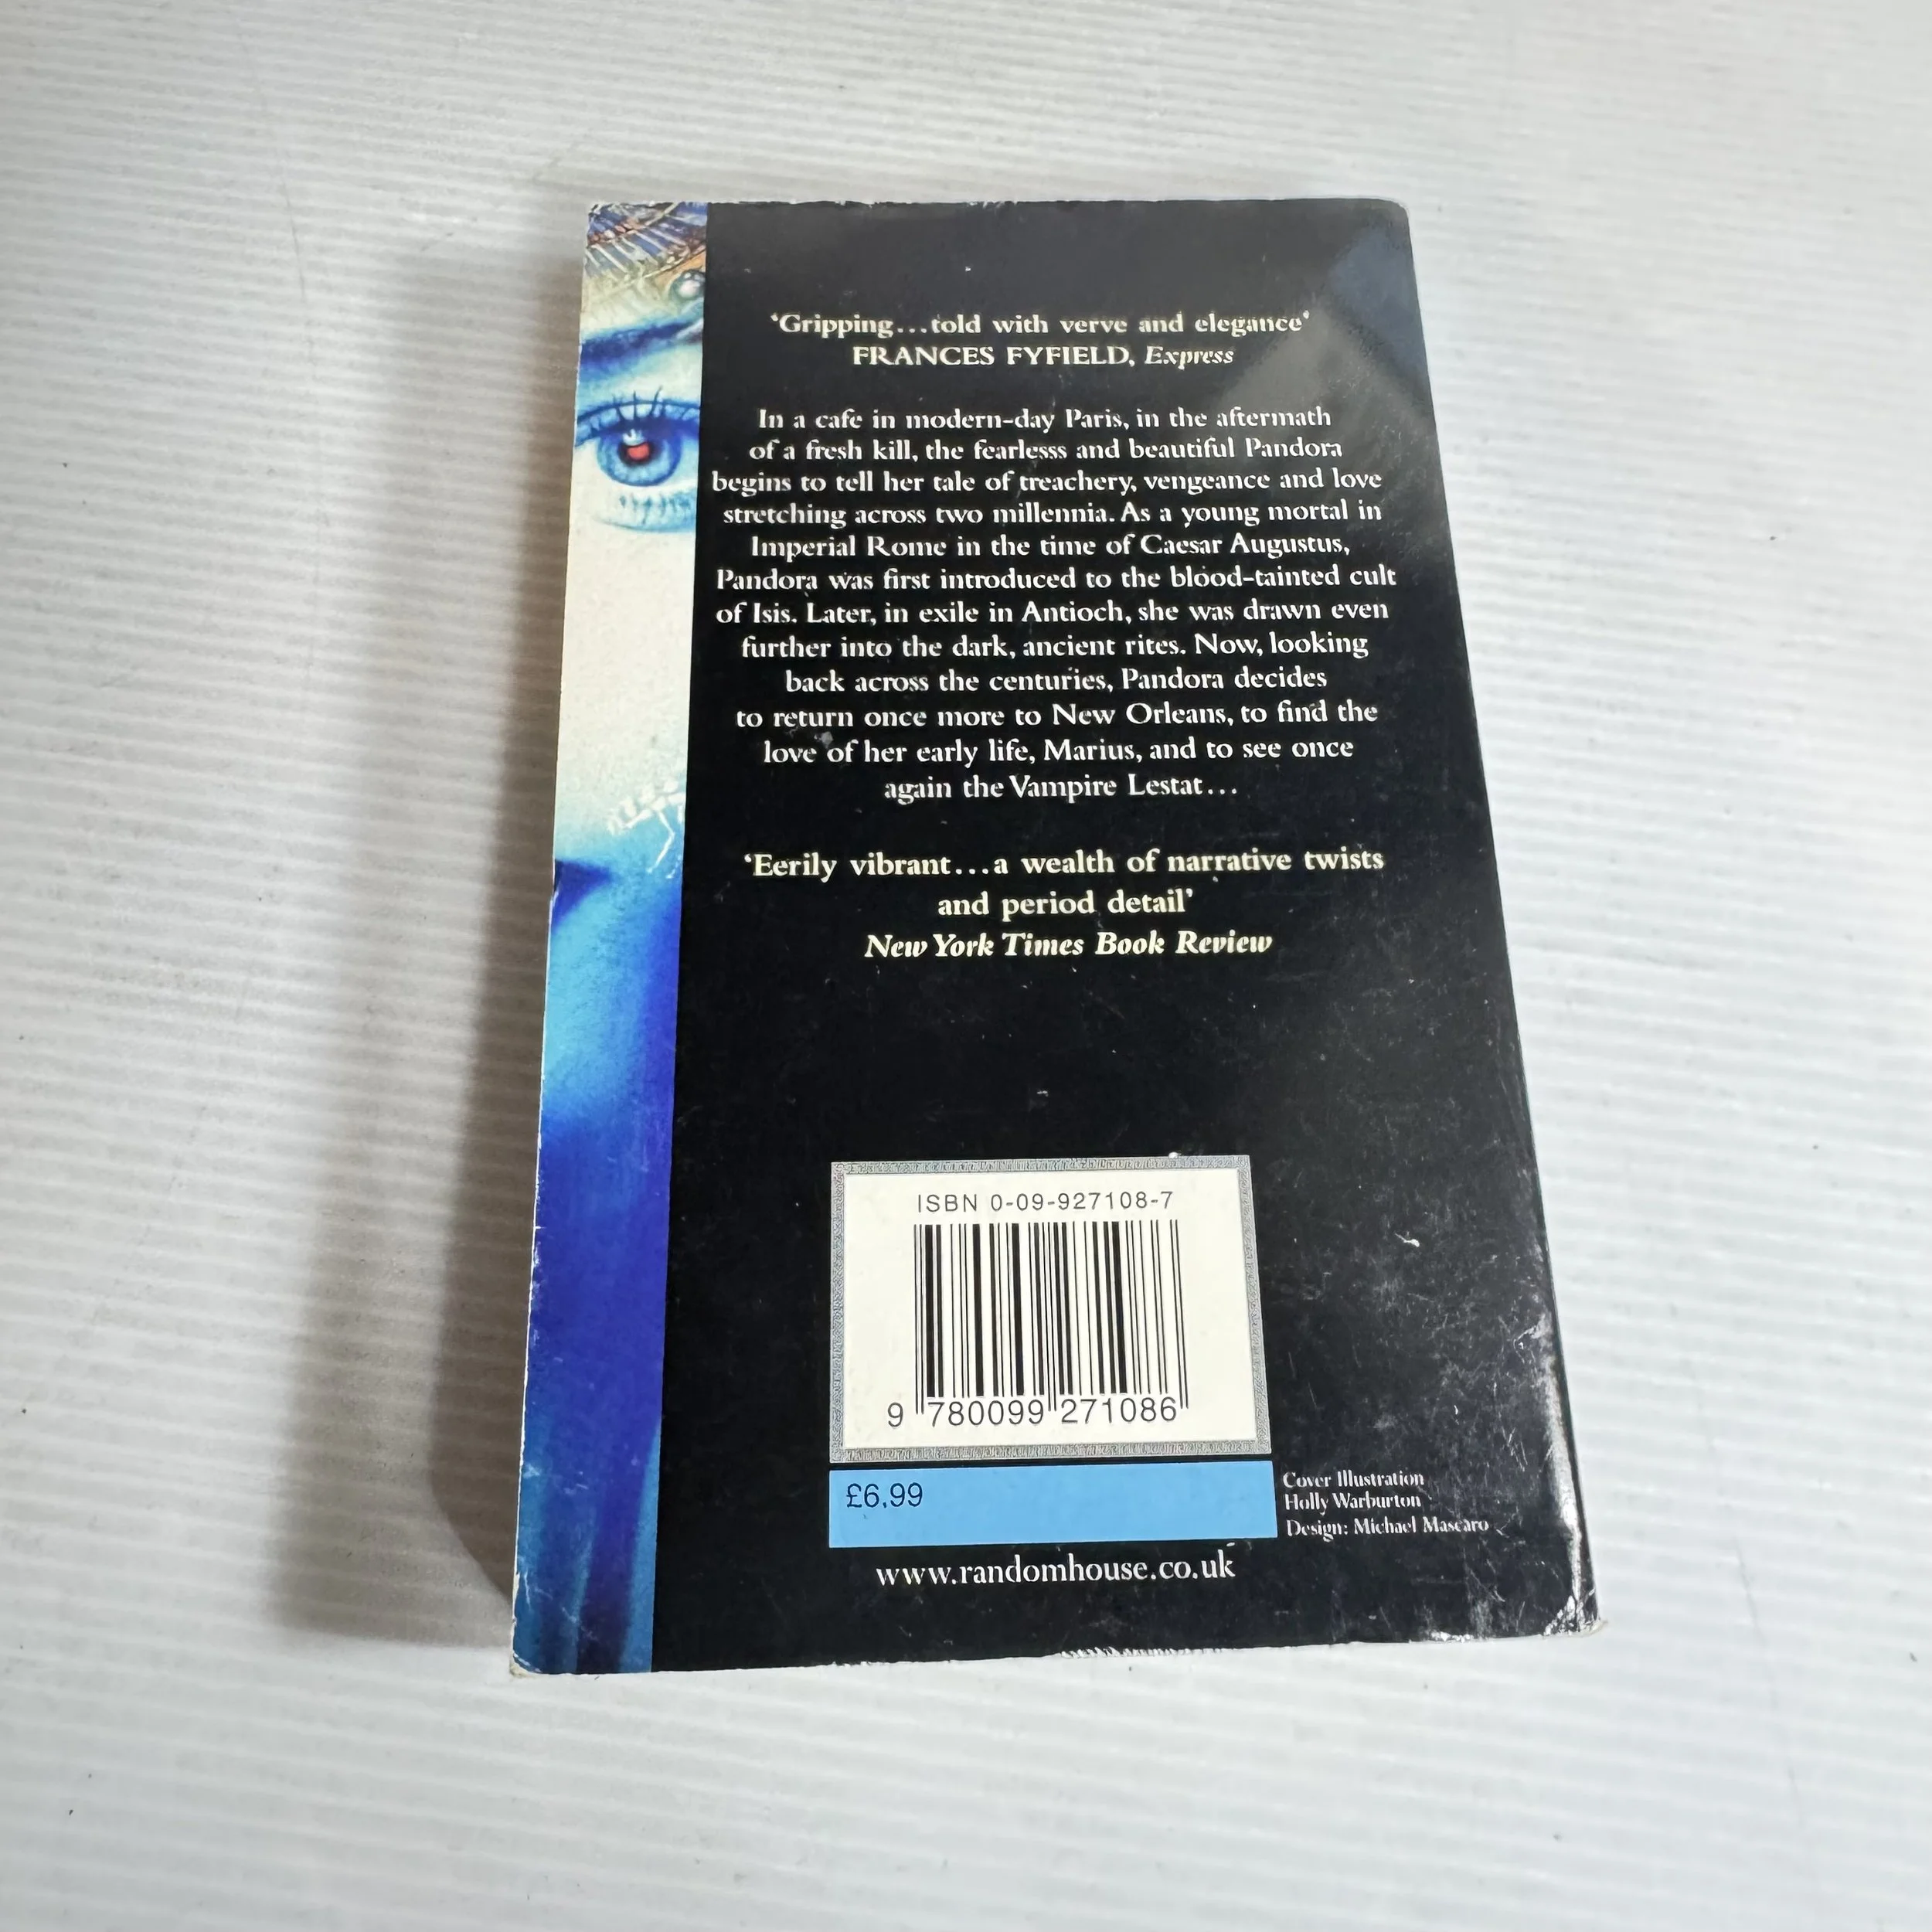 ‘Gripping...told with verve and elegance’
FRANCES FYFIELD, Express
In a cafe in modern-day Paris, in the aftermath
of a fresh kill, the fearlesss and beautiful Pandora
begins to tell her tale of treachery, vengeance and love
stretching across two millennia. As a young mortal in
Imperial Rome in the time of Caesar Augustus,
Pandora was first introduced to the blood-tainted cult
of Isis. Later, in exile in Antioch, she was drawn even
further into the dark, ancient rites. Now, looking
back across the centuries, Pandora decides
to return once more to New Orleans, to find the
love of her early life, Marius, and to see once
again the Vampire Lestat...
‘Eerily vibrant...a wealth of narrative twists
and period detail’
New York Times Book Review
ISBN 0-09-927108-7
9 780099 271086
£6.99
Cover Illustration
Holly Warburton
Design: Michael Mascaro
www.randomhouse.co.uk